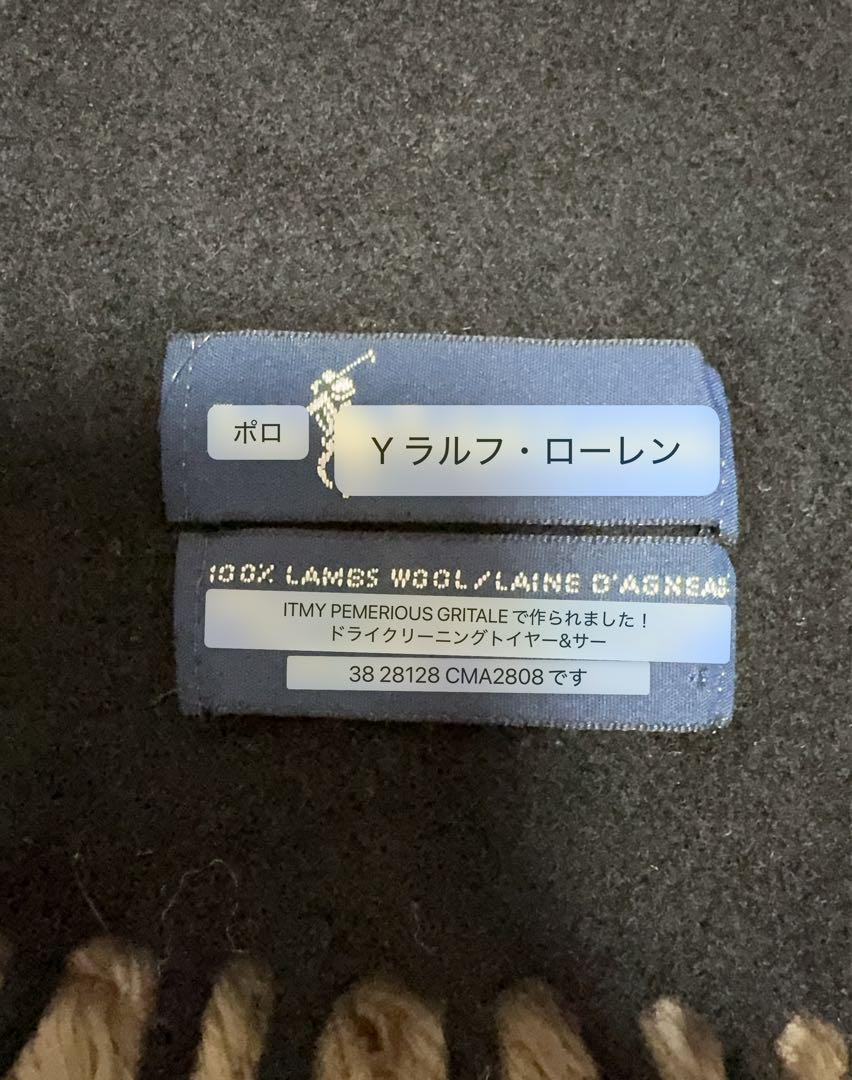 ポロ
Y ラルフ・ローレン
100% LAMBS WOOL/LAINE D'AGNEAU
ITMY PEMERIOUS GRITALE で作られました！
ドライクリーニングトイヤー&サー
38 28128 CMA2808 です